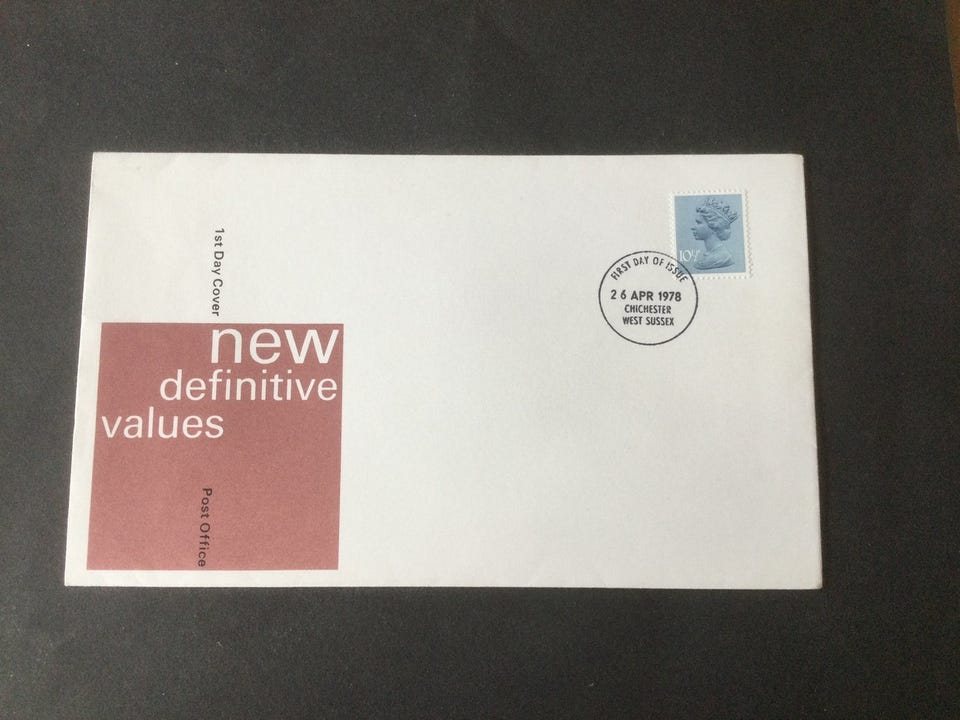 1st Day Cover
new
definitive
values
Post Office
10½P
FIRST DAY OF ISSUE
26 APR 1978
CHICHESTER
WEST SUSSEX